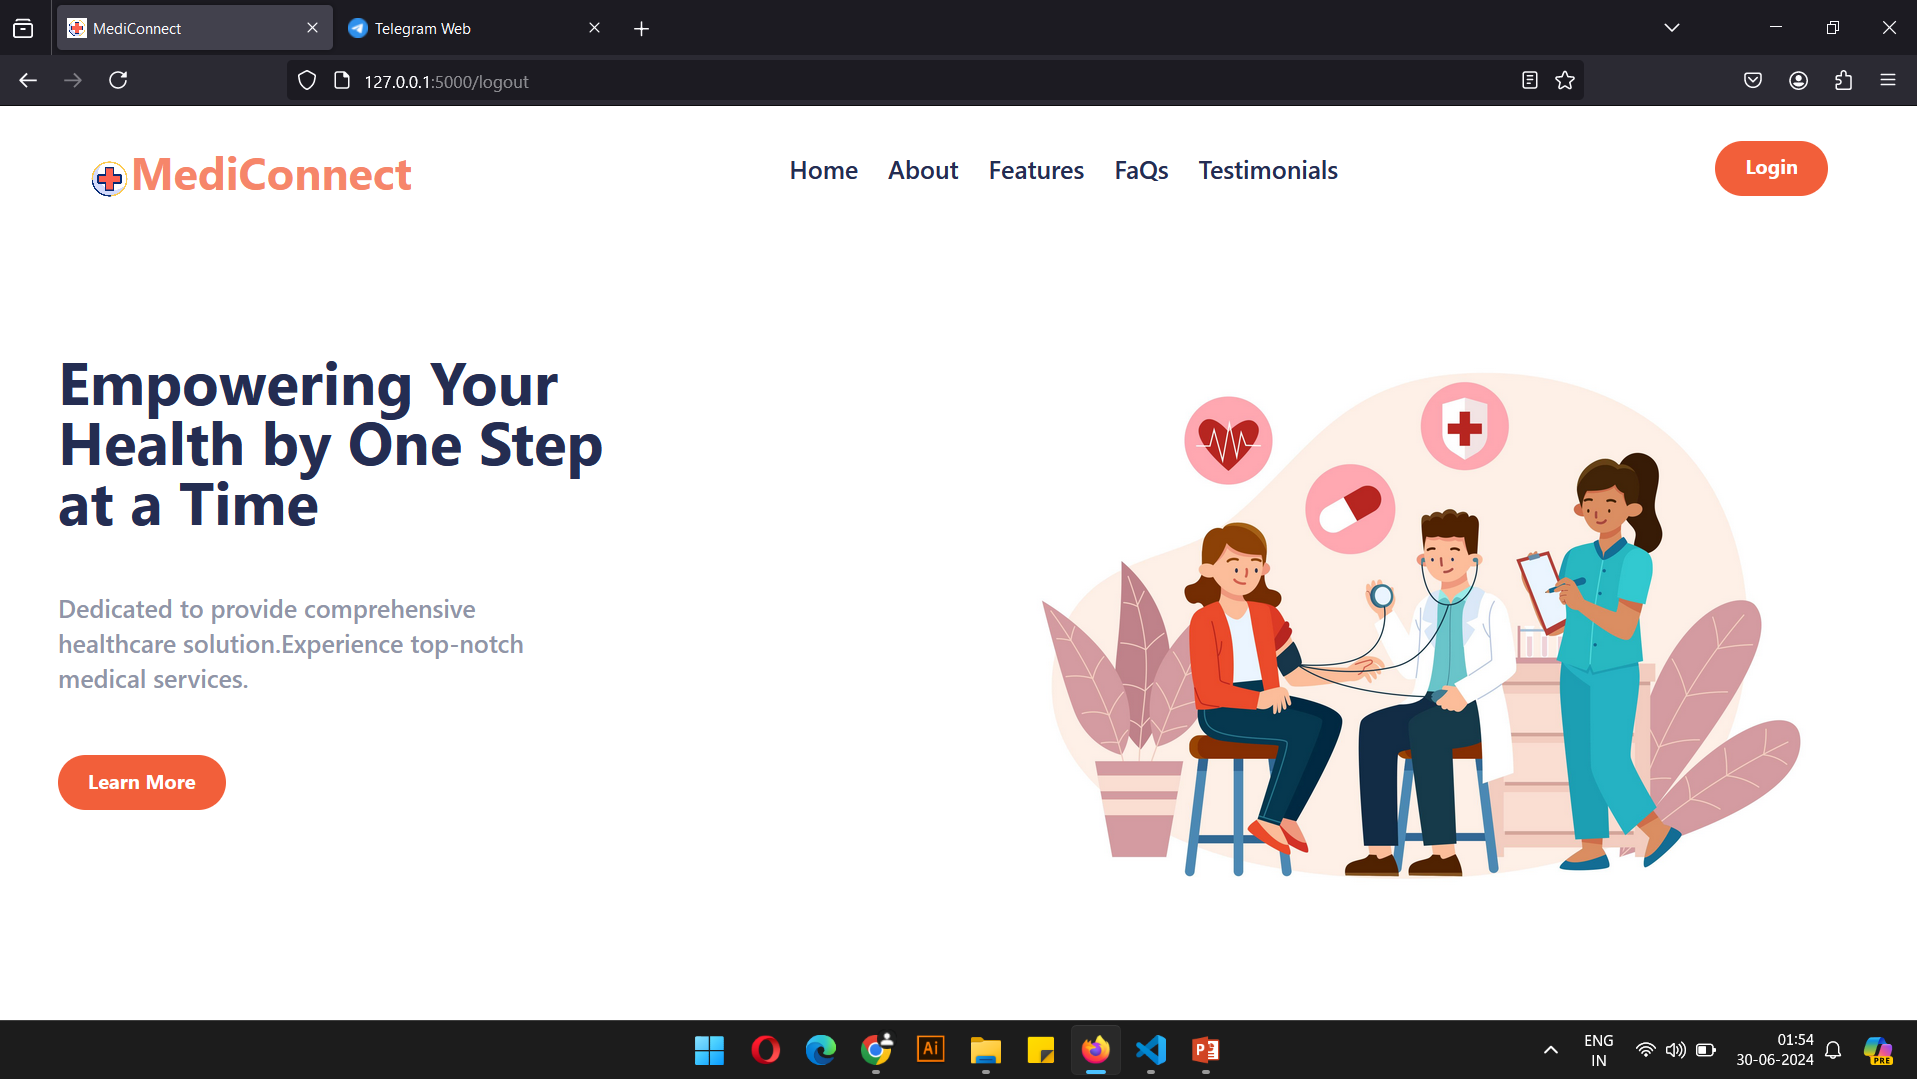 MediConnect
Telegram Web
127.0.0.1:5000/logout
MediConnect
Home About Features FaQs Testimonials
Login
Empowering Your
Health by One Step
at a Time
Dedicated to provide comprehensive
healthcare solution.Experience top-notch
medical services.
Learn More
Ai
P
ENG
IN
01:54
30-06-2024
PRE